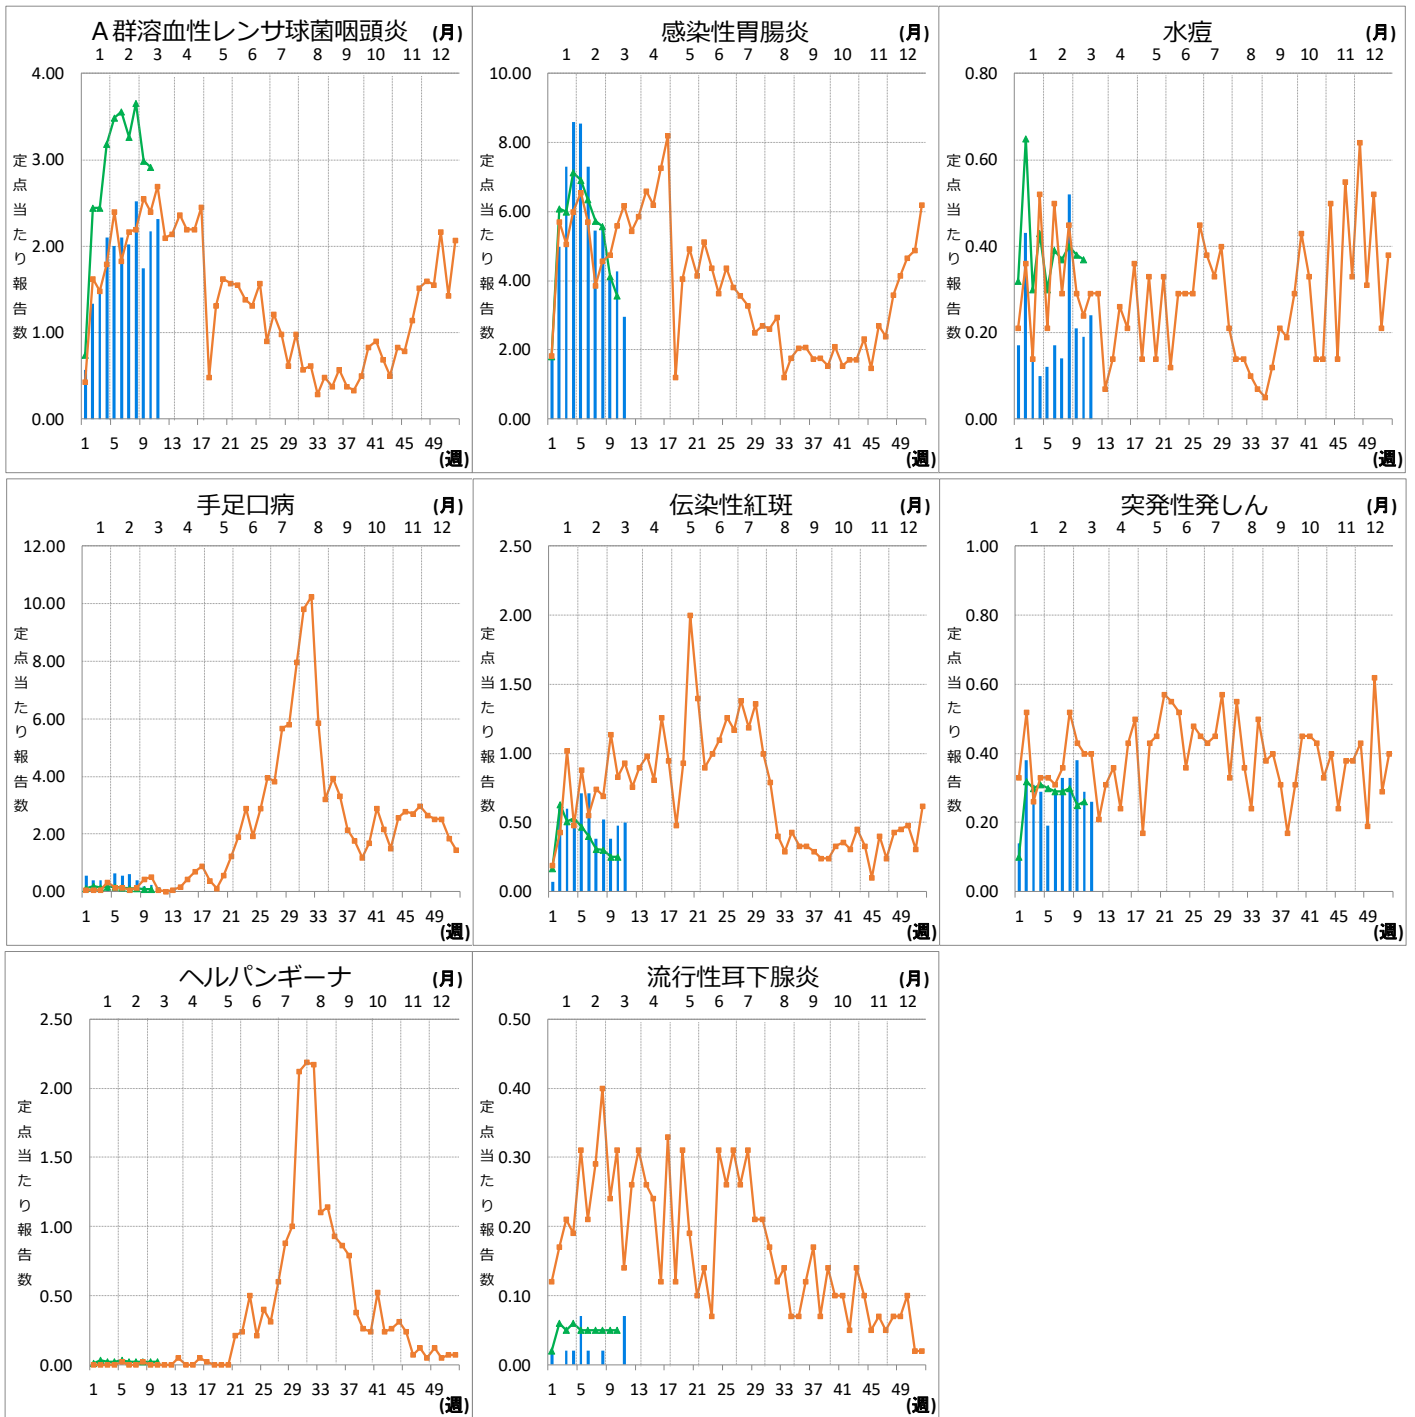 A群溶血性レンサ球菌咽頭炎 (月)
1 2 3 4 5 6 7 8 9 10 11 12
4.00
3.00
2.00
1.00
0.00
定点当たり報告数
1 5 9 13 17 21 25 29 33 37 41 45 49
(週)
感染性胃腸炎 (月)
1 2 3 4 5 6 7 8 9 10 11 12
10.00
8.00
6.00
4.00
2.00
0.00
定点当たり報告数
1 5 9 13 17 21 25 29 33 37 41 45 49
(週)
水痘 (月)
1 2 3 4 5 6 7 8 9 10 11 12
0.80
0.60
0.40
0.20
0.00
定点当たり報告数
1 5 9 13 17 21 25 29 33 37 41 45 49
(週)
手足口病 (月)
1 2 3 4 5 6 7 8 9 10 11 12
12.00
10.00
8.00
6.00
4.00
2.00
0.00
定点当たり報告数
1 5 9 13 17 21 25 29 33 37 41 45 49
(週)
伝染性紅斑 (月)
1 2 3 4 5 6 7 8 9 10 11 12
2.50
2.00
1.50
1.00
0.50
0.00
定点当たり報告数
1 5 9 13 17 21 25 29 33 37 41 45 49
(週)
突発性発しん (月)
1 2 3 4 5 6 7 8 9 10 11 12
1.00
0.80
0.60
0.40
0.20
0.00
定点当たり報告数
1 5 9 13 17 21 25 29 33 37 41 45 49
(週)
ヘルパンギーナ (月)
1 2 3 4 5 6 7 8 9 10 11 12
2.50
2.00
1.50
1.00
0.50
0.00
定点当たり報告数
1 5 9 13 17 21 25 29 33 37 41 45 49
(週)
流行性耳下腺炎 (月)
1 2 3 4 5 6 7 8 9 10 11 12
0.50
0.40
0.30
0.20
0.10
0.00
定点当たり報告数
1 5 9 13 17 21 25 29 33 37 41 45 49
(週)